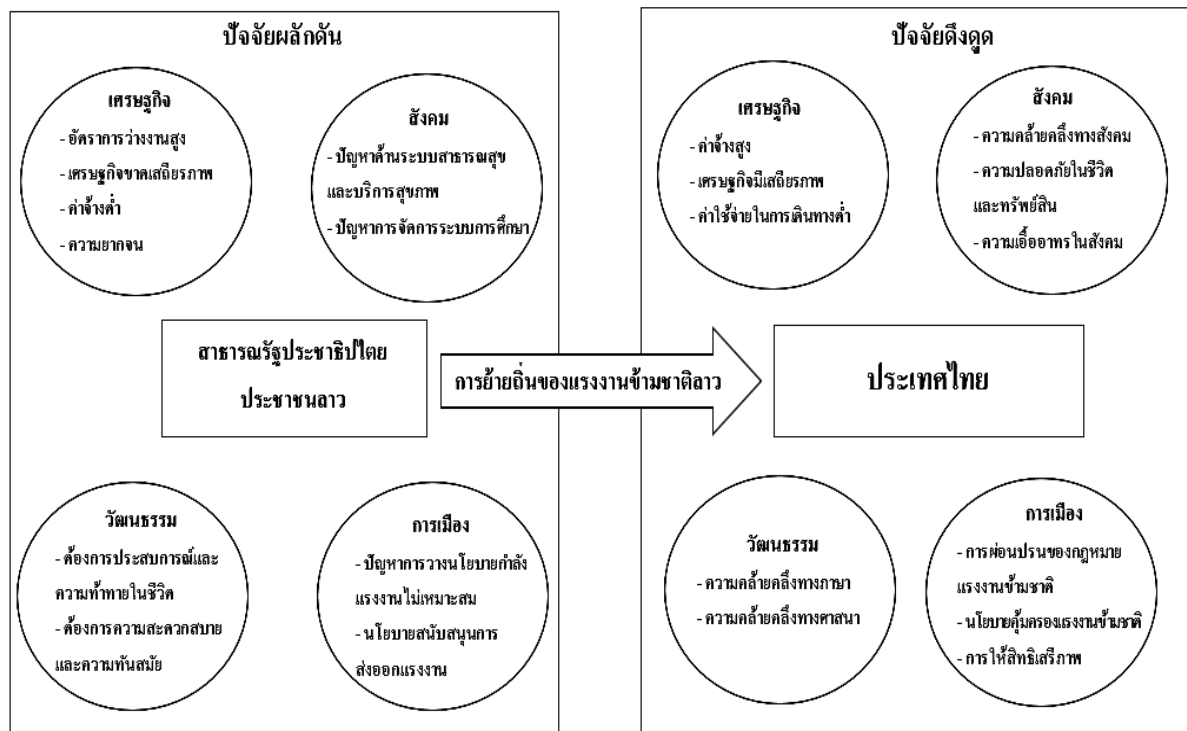 ปัจจัยผลักดัน
เศรษฐกิจ
- อัตราการว่างงานสูง
- เศรษฐกิจขาดเสถียรภาพ
- ค่าจ้างต่ำ
- ความยากจน
สังคม
- ปัญหาด้านระบบสาธารณสุข
และบริการสุขภาพ
- ปัญหาการจัดการระบบการศึกษา
สาธารณรัฐประชาธิปไตย
ประชาชนลาว
วัฒนธรรม
- ต้องการประสบการณ์และ
ความท้าทายในชีวิต
- ต้องการความสะดวกสบาย
และความทันสมัย
การเมือง
- ปัญหาการวางนโยบายกำลัง
แรงงานไม่เหมาะสม
- นโยบายสนับสนุนการ
ส่งออกแรงงาน
การย้ายถิ่นของแรงงานข้ามชาติลาว
ปัจจัยดึงดูด
เศรษฐกิจ
- ค่าจ้างสูง
- เศรษฐกิจมีเสถียรภาพ
- ค่าใช้จ่ายในการเดินทางต่ำ
สังคม
- ความคล้ายคลึงทางสังคม
- ความปลอดภัยในชีวิต
และทรัพย์สิน
- ความเอื้ออาทรในสังคม
ประเทศไทย
วัฒนธรรม
- ความคล้ายคลึงทางภาษา
- ความคล้ายคลึงทางศาสนา
การเมือง
- การผ่อนปรนของกฎหมาย
แรงงานข้ามชาติ
- นโยบายคุ้มครองแรงงานข้ามชาติ
- การให้สิทธิเสรีภาพ